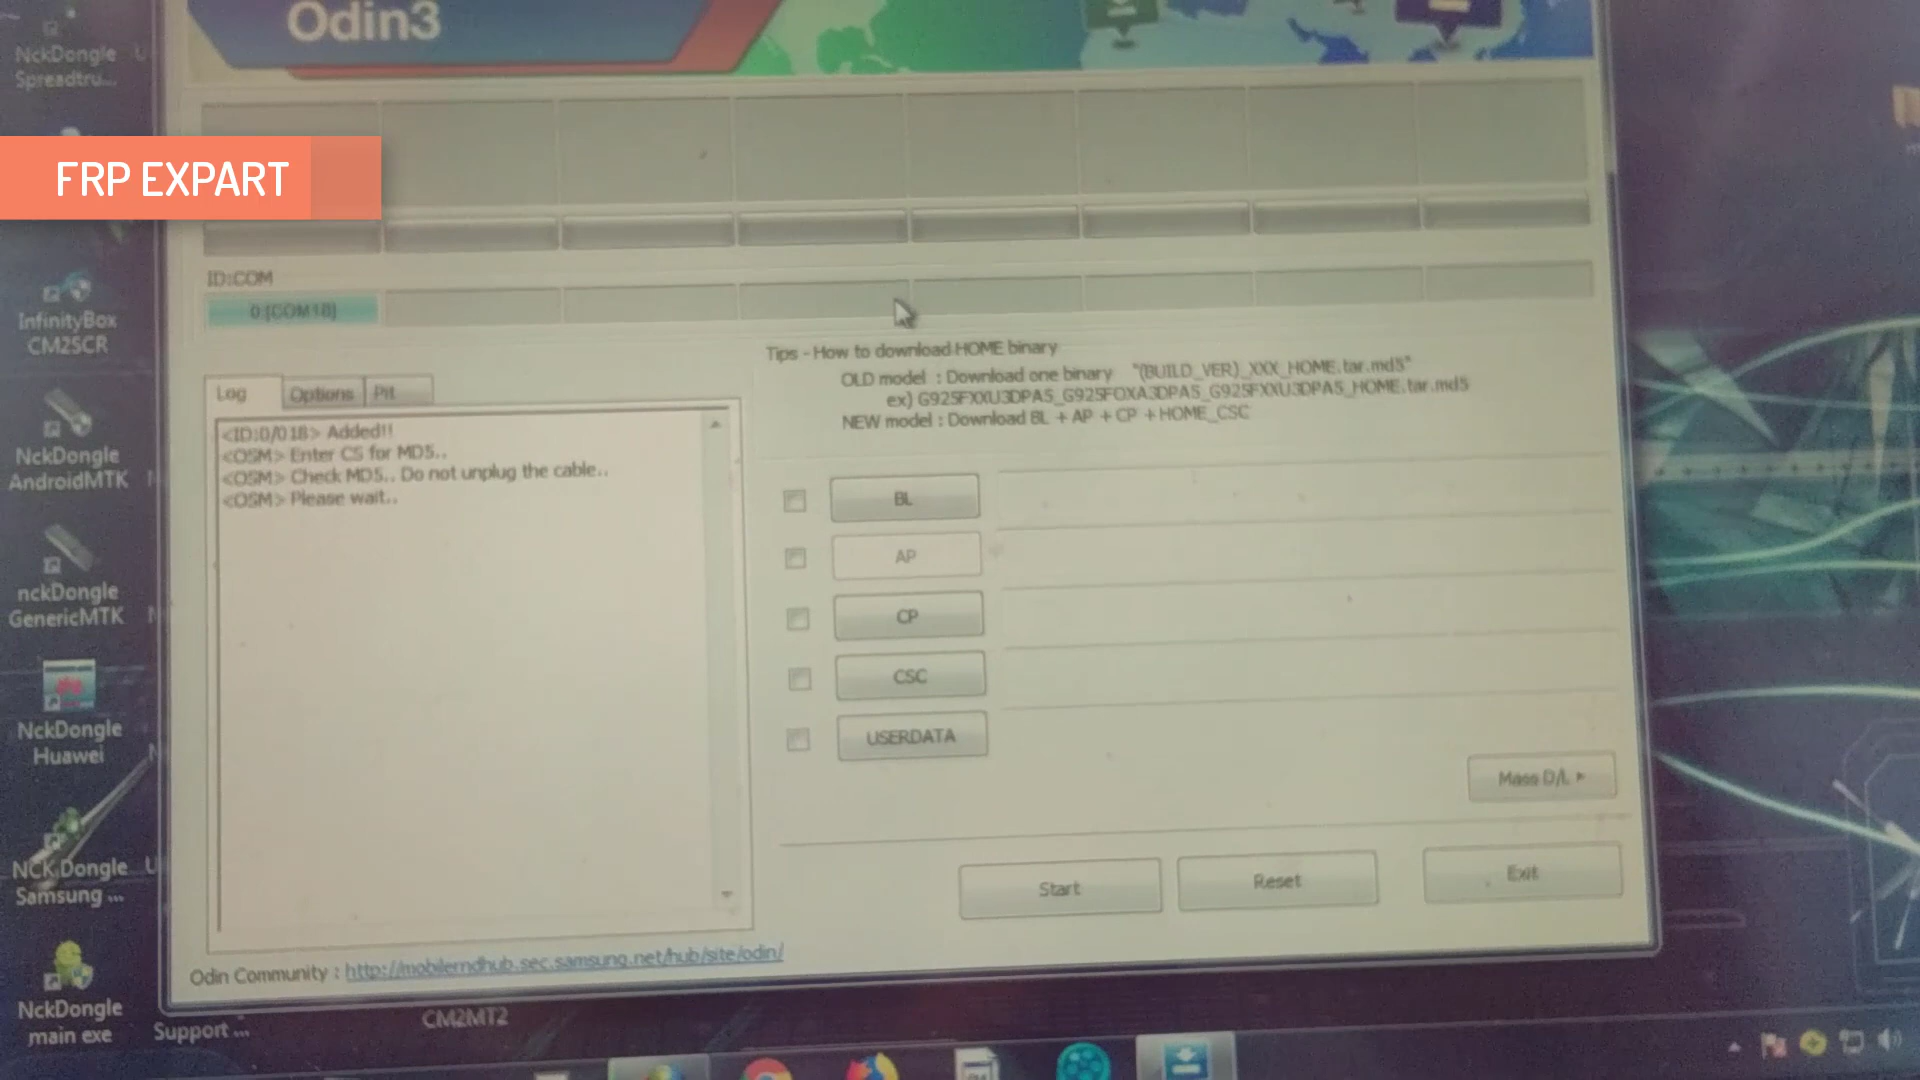 Odin3
NckDongle
Spreadtru...
FRP EXPART
ID:COM
0:[COM18]
InfinityBox
CM2SCR
Tips - How to download HOME binary
OLD model : Download one binary "(BUILD_VER)_XXX_HOME.tar.md5"
ex) G925FXXU3DPA5_G925FOXA3DPA5_G925FXXU3DPA5_HOME.tar.md5
NEW model : Download BL + AP + CP + HOME_CSC
Log
Options
Pit
<ID:0/018> Added!!
<OSM> Enter CS for MD5..
<OSM> Check MD5.. Do not unplug the cable..
<OSM> Please wait..
NckDongle
AndroidMTK
BL
AP
CP
CSC
USERDATA
nckDongle
GenericMTK
NckDongle
Huawei
Mass D/L
NCK Dongle
Samsung ...
Start
Reset
Exit
Odin Community : http://mobilerndhub.sec.samsung.net/hub/site/odin/
NckDongle
main exe
Support ...
CM2MT2